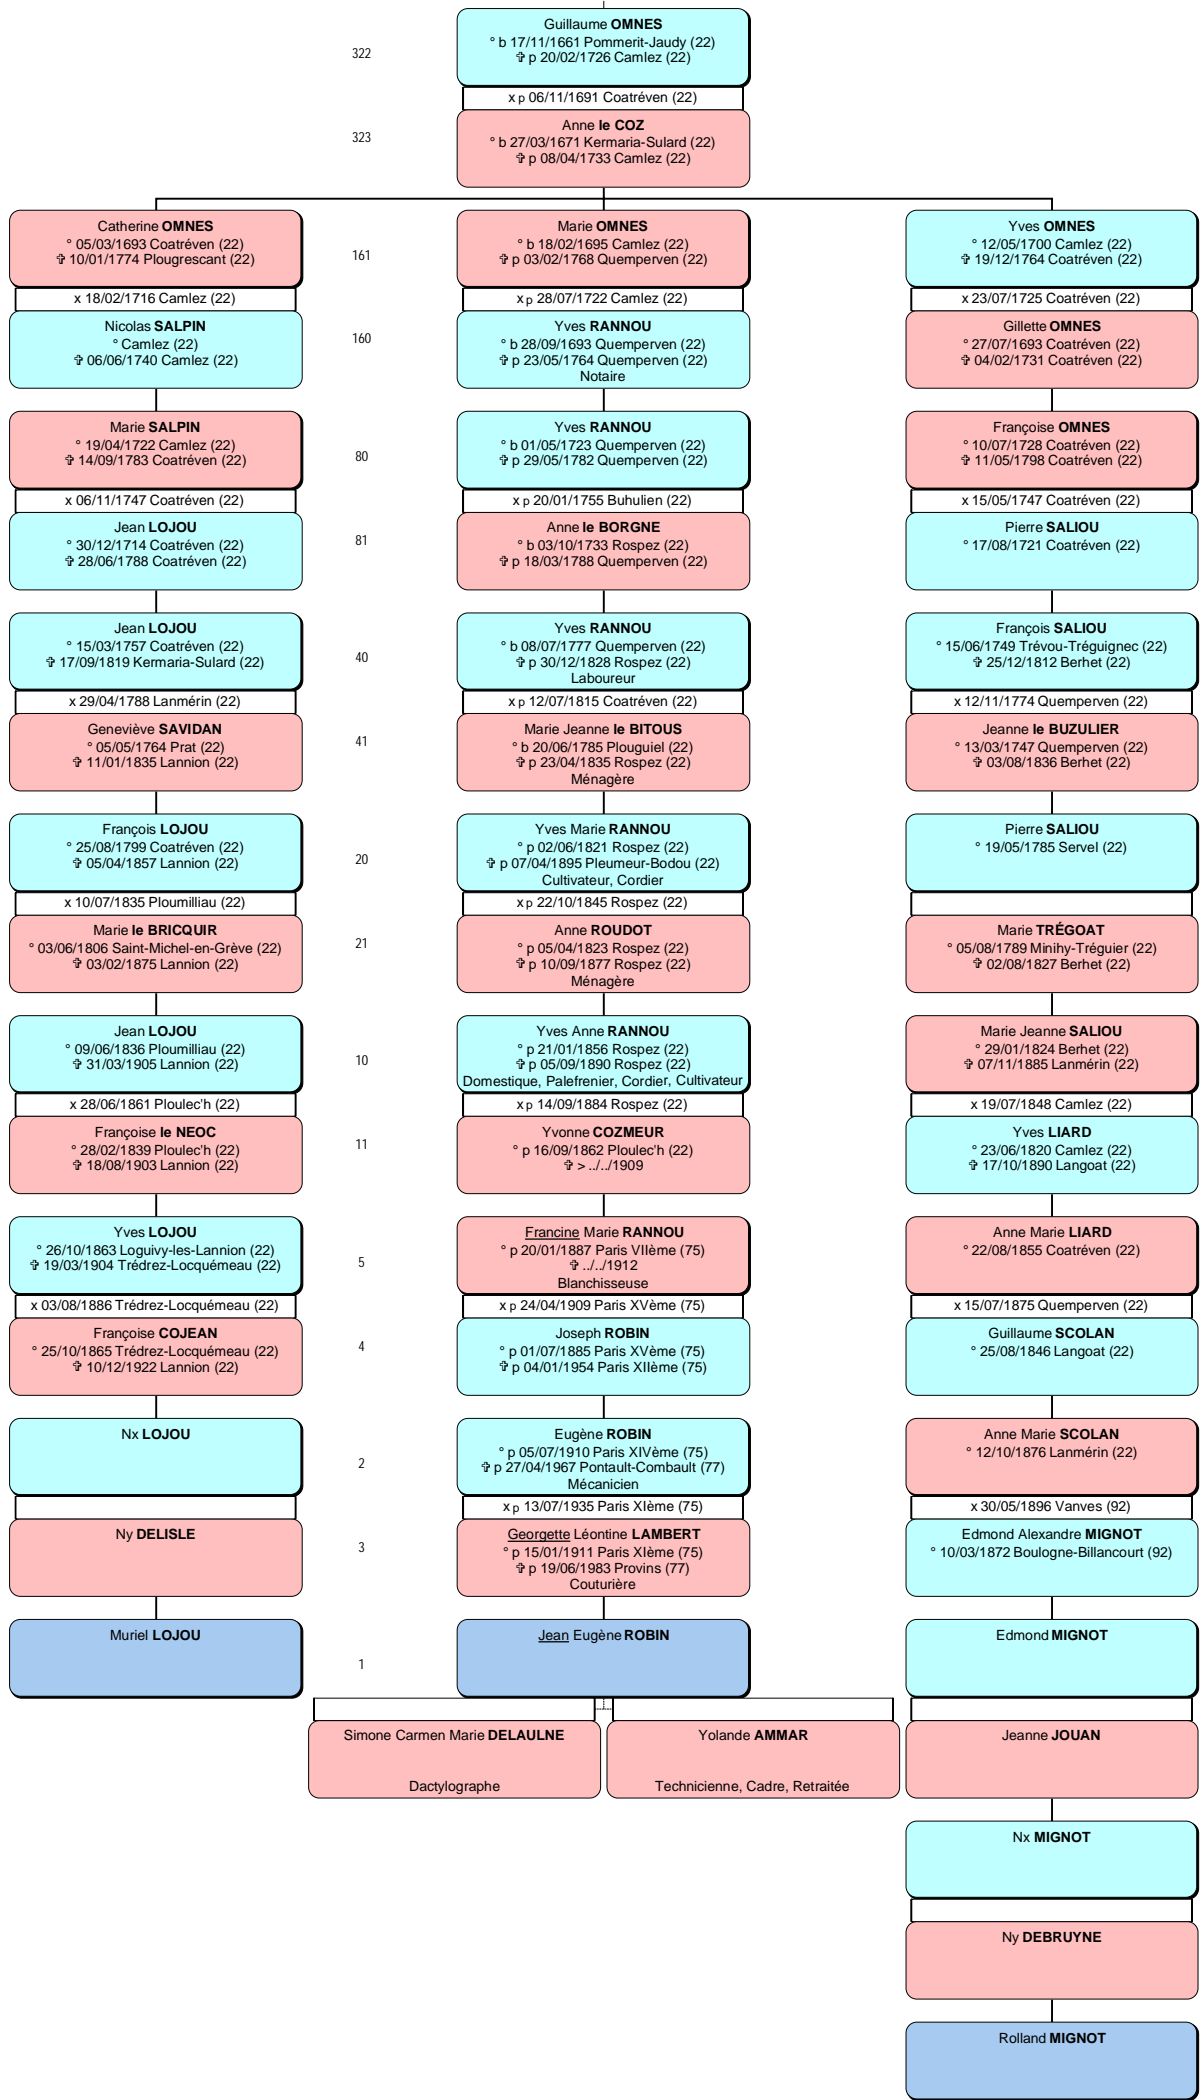 Guillaume OMNES
° b 17/11/1661 Pommerit-Jaudy (22)
✞ p 20/02/1726 Camlez (22)
322
x p 06/11/1691 Coatréven (22)
Anne le COZ
° b 27/03/1671 Kermaria-Sulard (22)
✞ p 08/04/1733 Camlez (22)
323
Catherine OMNES
° 05/03/1693 Coatréven (22)
✞ 10/01/1774 Plougrescant (22)
x 18/02/1716 Camlez (22)
Nicolas SALPIN
° Camlez (22)
✞ 06/06/1740 Camlez (22)
Marie SALPIN
° 19/04/1722 Camlez (22)
✞ 14/09/1783 Coatréven (22)
x 06/11/1747 Coatréven (22)
Jean LOJOU
° 30/12/1714 Coatréven (22)
✞ 28/06/1788 Coatréven (22)
Jean LOJOU
° 15/03/1757 Coatréven (22)
✞ 17/09/1819 Kermaria-Sulard (22)
x 29/04/1788 Lanmérin (22)
Geneviève SAVIDAN
° 05/05/1764 Prat (22)
✞ 11/01/1835 Lannion (22)
François LOJOU
° 25/08/1799 Coatréven (22)
✞ 05/04/1857 Lannion (22)
x 10/07/1835 Ploumilliau (22)
Marie le BRICQUIR
° 03/06/1806 Saint-Michel-en-Grève (22)
✞ 03/02/1875 Lannion (22)
Jean LOJOU
° 09/06/1836 Ploumilliau (22)
✞ 31/03/1905 Lannion (22)
x 28/06/1861 Ploulec'h (22)
Françoise le NEOC
° 28/02/1839 Ploulec'h (22)
✞ 18/08/1903 Lannion (22)
Yves LOJOU
° 26/10/1863 Loguivy-les-Lannion (22)
✞ 19/03/1904 Trédrez-Locquémeau (22)
x 03/08/1886 Trédrez-Locquémeau (22)
Françoise COJEAN
° 25/10/1865 Trédrez-Locquémeau (22)
✞ 10/12/1922 Lannion (22)
Nx LOJOU
Ny DELISLE
Muriel LOJOU
161
Marie OMNES
° b 18/02/1695 Camlez (22)
✞ p 03/02/1768 Quemperven (22)
x p 28/07/1722 Camlez (22)
160
Yves RANNOU
° b 28/09/1693 Quemperven (22)
✞ p 23/05/1764 Quemperven (22)
Notaire
80
Yves RANNOU
° b 01/05/1723 Quemperven (22)
✞ p 29/05/1782 Quemperven (22)
x p 20/01/1755 Buhulien (22)
81
Anne le BORGNE
° b 03/10/1733 Rospez (22)
✞ p 18/03/1788 Quemperven (22)
40
Yves RANNOU
° b 08/07/1777 Quemperven (22)
✞ p 30/12/1828 Rospez (22)
Laboureur
x p 12/07/1815 Coatréven (22)
41
Marie Jeanne le BITOUS
° b 20/06/1785 Plouguiel (22)
✞ p 23/04/1835 Rospez (22)
Ménagère
20
Yves Marie RANNOU
° p 02/06/1821 Rospez (22)
✞ p 07/04/1895 Pleumeur-Bodou (22)
Cultivateur, Cordier
x p 22/10/1845 Rospez (22)
21
Anne ROUDOT
° p 05/04/1823 Rospez (22)
✞ p 10/09/1877 Rospez (22)
Ménagère
10
Yves Anne RANNOU
° p 21/01/1856 Rospez (22)
✞ p 05/09/1890 Rospez (22)
Domestique, Palefrenier, Cordier, Cultivateur
x p 14/09/1884 Rospez (22)
11
Yvonne COZMEUR
° p 16/09/1862 Ploulec'h (22)
✞ > ../../1909
5
Francine Marie RANNOU
° p 20/01/1887 Paris VIIème (75)
✞ ../../1912
Blanchisseuse
x p 24/04/1909 Paris XVème (75)
4
Joseph ROBIN
° p 01/07/1885 Paris XVème (75)
✞ p 04/01/1954 Paris XIIème (75)
2
Eugène ROBIN
° p 05/07/1910 Paris XIVème (75)
✞ p 27/04/1967 Pontault-Combault (77)
Mécanicien
x p 13/07/1935 Paris XIème (75)
3
Georgette Léontine LAMBERT
° p 15/01/1911 Paris XIème (75)
✞ p 19/06/1983 Provins (77)
Couturière
1
Jean Eugène ROBIN
Simone Carmen Marie DELAULNE
Dactylographe
Yolande AMMAR
Technicienne, Cadre, Retraitée
Yves OMNES
° 12/05/1700 Camlez (22)
✞ 19/12/1764 Coatréven (22)
x 23/07/1725 Coatréven (22)
Gillette OMNES
° 27/07/1693 Coatréven (22)
✞ 04/02/1731 Coatréven (22)
Françoise OMNES
° 10/07/1728 Coatréven (22)
✞ 11/05/1798 Coatréven (22)
x 15/05/1747 Coatréven (22)
Pierre SALIOU
° 17/08/1721 Coatréven (22)
François SALIOU
° 15/06/1749 Trévou-Tréguignec (22)
✞ 25/12/1812 Berhet (22)
x 12/11/1774 Quemperven (22)
Jeanne le BUZULIER
° 13/03/1747 Quemperven (22)
✞ 03/08/1836 Berhet (22)
Pierre SALIOU
° 19/05/1785 Servel (22)
Marie TRÉGOAT
° 05/08/1789 Minihy-Tréguier (22)
✞ 02/08/1827 Berhet (22)
Marie Jeanne SALIOU
° 29/01/1824 Berhet (22)
✞ 07/11/1885 Lanmérin (22)
x 19/07/1848 Camlez (22)
Yves LIARD
° 23/06/1820 Camlez (22)
✞ 17/10/1890 Langoat (22)
Anne Marie LIARD
° 22/08/1855 Coatréven (22)
x 15/07/1875 Quemperven (22)
Guillaume SCOLAN
° 25/08/1846 Langoat (22)
Anne Marie SCOLAN
° 12/10/1876 Lanmérin (22)
x 30/05/1896 Vanves (92)
Edmond Alexandre MIGNOT
° 10/03/1872 Boulogne-Billancourt (92)
Edmond MIGNOT
Jeanne JOUAN
Nx MIGNOT
Ny DEBRUYNE
Rolland MIGNOT